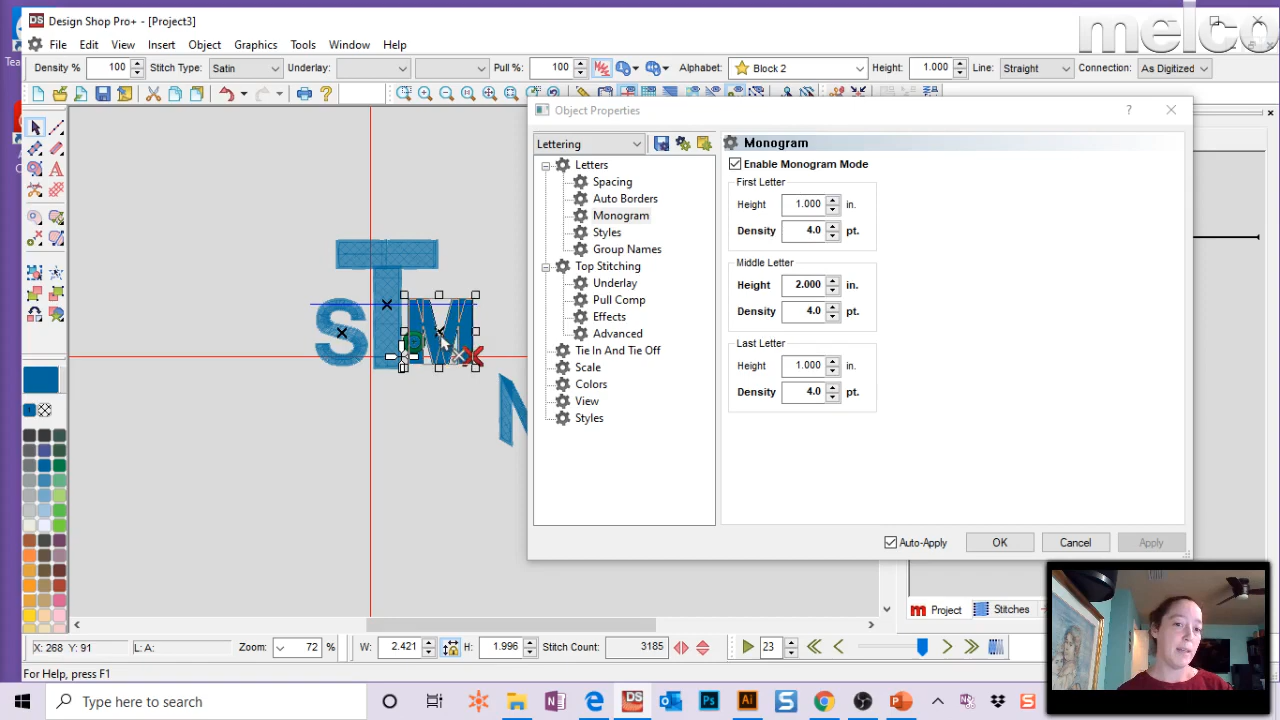 Design Shop Pro+ - [Project3]
melco
File Edit View Insert Object Graphics Tools Window Help
Density % 100 Stitch Type: Satin Underlay: Pull % 100 Alphabet: Block 2 Height: 1.000 Line: Straight Connection: As Digitized
Object Properties
Lettering
Letters
Spacing
Auto Borders
Monogram
Styles
Group Names
Top Stitching
Underlay
Pull Comp
Effects
Advanced
Tie In And Tie Off
Scale
Colors
View
Styles
Monogram
Enable Monogram Mode
First Letter
Height 1.000 in.
Density 4.0 pt.
Middle Letter
Height 2.000 in.
Density 4.0 pt.
Last Letter
Height 1.000 in.
Density 4.0 pt.
Auto-Apply OK Cancel Apply
STM
Project Stitches
X: 268 Y: 91 L: A: Zoom: 72 % W: 2.421 H: 1.996 Stitch Count: 3185 23
For Help, press F1
Type here to search